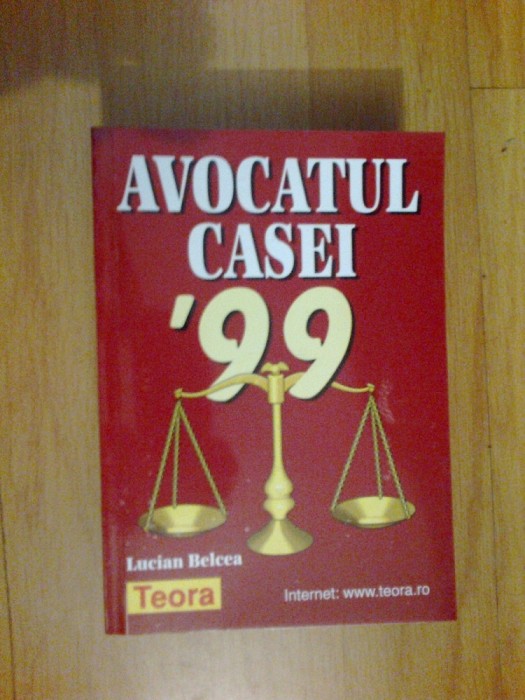 AVOCATUL
CASEI
'99
Lucian Belcea
Teora
Internet: www.teora.ro